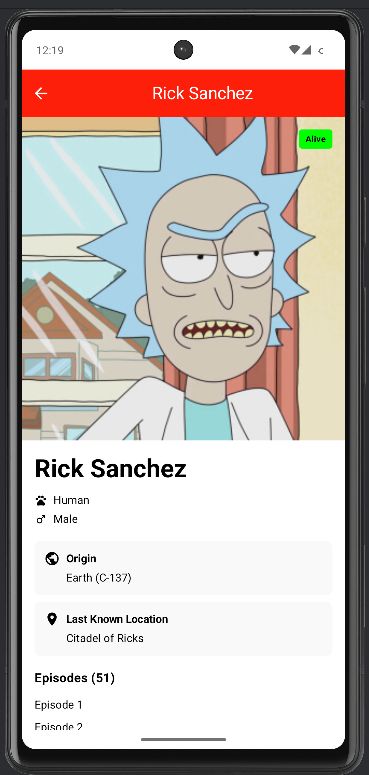 12:19
Rick Sanchez
Alive
Rick Sanchez
Human
Male
Origin
Earth (C-137)
Last Known Location
Citadel of Ricks
Episodes (51)
Episode 1
Episode 2